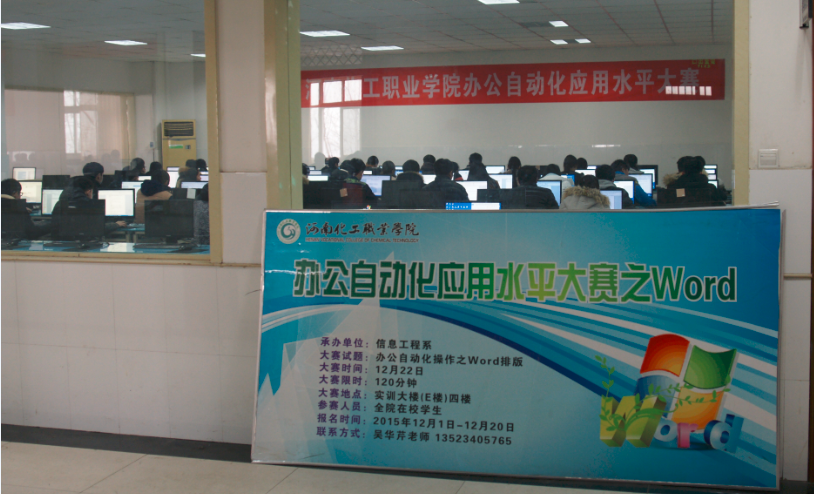 工职业学院办公自动化应用水平大赛
河南化工职业学院
办公自动化应用水平大赛之Word
承办单位：信息工程系
大赛试题：办公自动化操作之Word排版
大赛时间：12月22日
大赛限时：120分钟
大赛地点：实训大楼(E楼)四楼
参赛人员：全院在校学生
报名时间：2015年12月1日-12月20日
联系方式：吴华芹老师 13523405765
Word